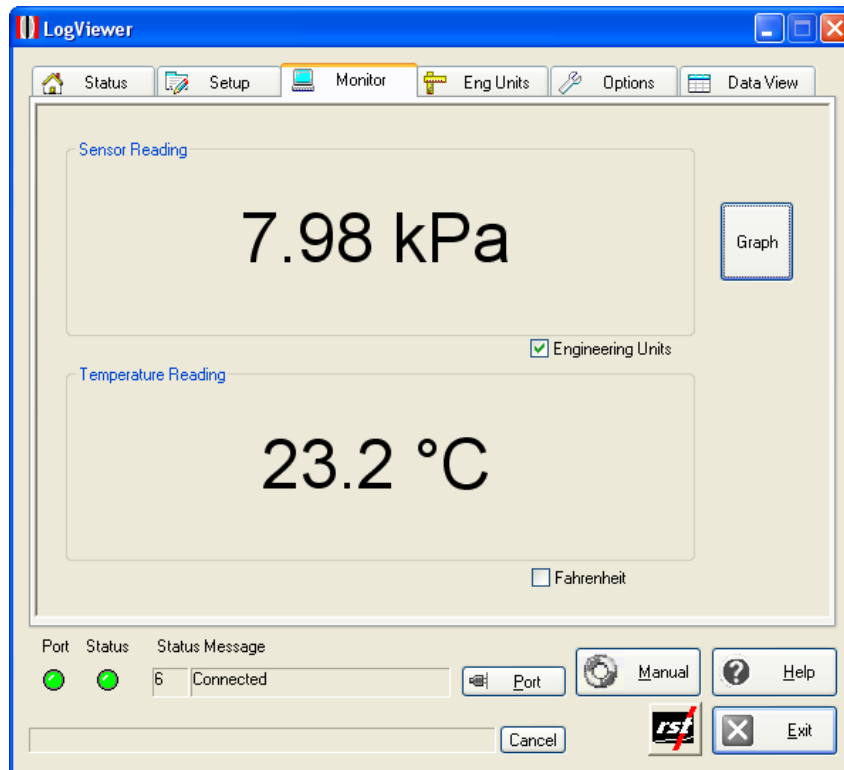 LogViewer
Status Setup Monitor Eng Units Options Data View
Sensor Reading
7.98 kPa
Graph
Engineering Units
Temperature Reading
23.2 °C
Fahrenheit
Port Status Status Message
6 Connected
Port
Manual
Help
Cancel
rst
Exit